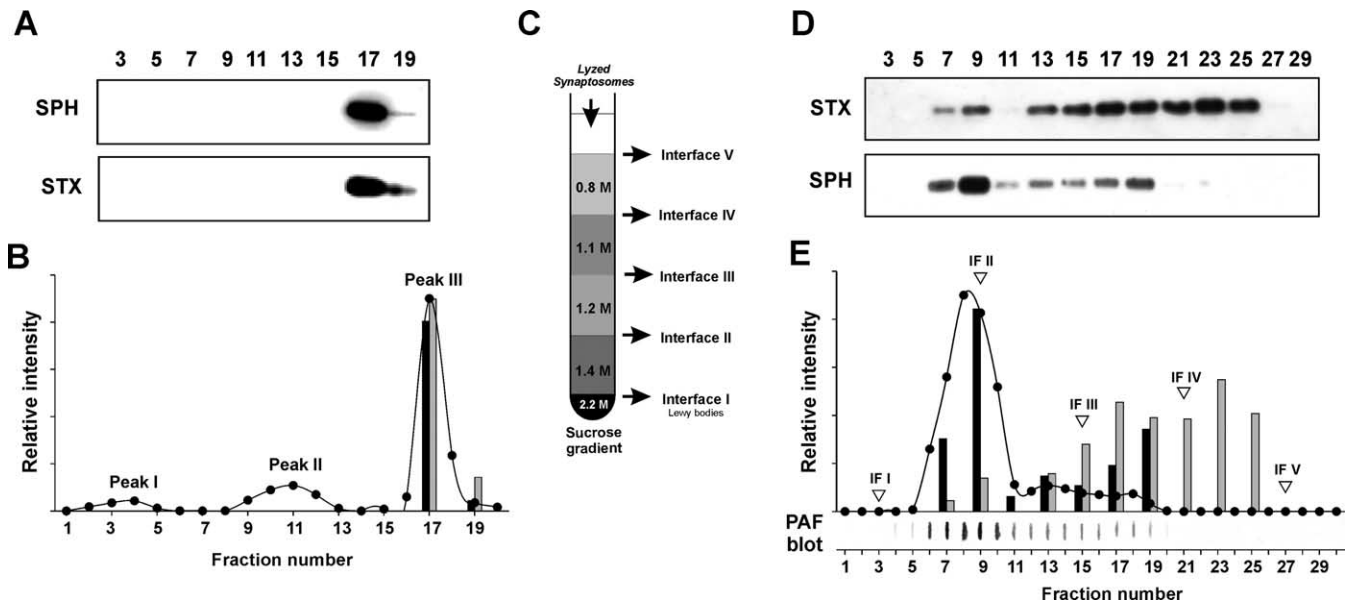 A
3 5 7 9 11 13 15 17 19
SPH
STX
B
Peak I
Peak II
Peak III
Relative intensity
1 3 5 7 9 11 13 15 17 19
Fraction number
C
Lyzed
Synaptosomes
Interface V
0.8 M
Interface IV
1.1 M
Interface III
1.2 M
Interface II
1.4 M
Interface I
2.2 M
Lewy bodies
Sucrose
gradient
D
3 5 7 9 11 13 15 17 19 21 23 25 27 29
STX
SPH
E
IF I
IF II
IF III
IF IV
IF V
Relative intensity
PAF
blot
1 3 5 7 9 11 13 15 17 19 21 23 25 27 29
Fraction number